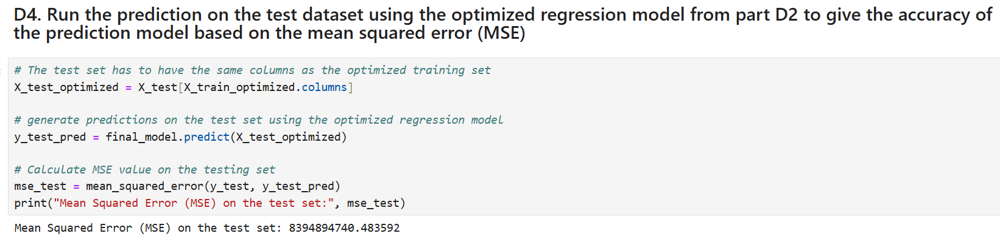 D4. Run the prediction on the test dataset using the optimized regression model from part D2 to give the accuracy of
the prediction model based on the mean squared error (MSE)
# The test set has to have the same columns as the optimized training set
X_test_optimized = X_test[X_train_optimized.columns]
# generate predictions on the test set using the optimized regression model
y_test_pred = final_model.predict(X_test_optimized)
# Calculate MSE value on the testing set
mse_test = mean_squared_error(y_test, y_test_pred)
print("Mean Squared Error (MSE) on the test set:", mse_test)
Mean Squared Error (MSE) on the test set: 8394894740.483592